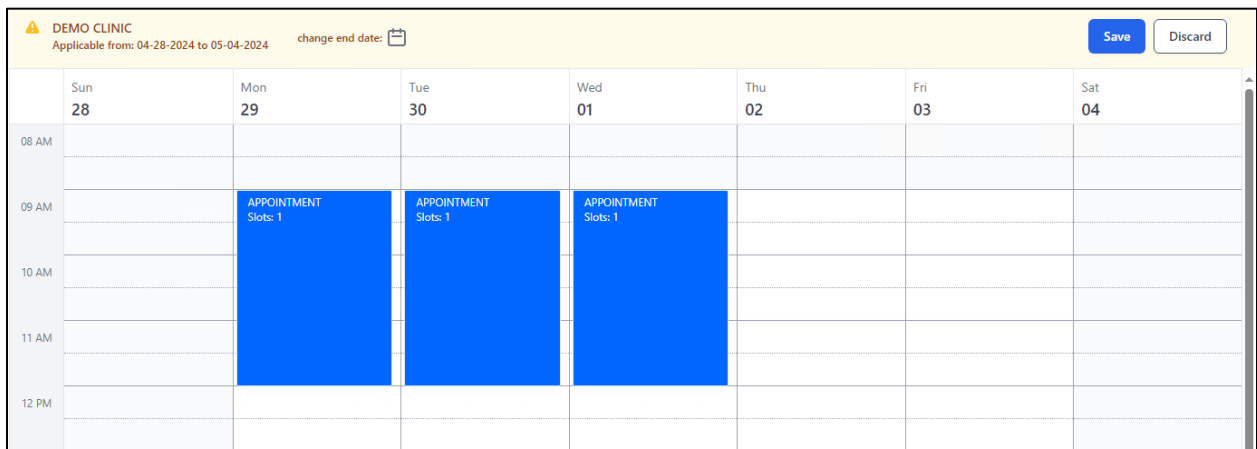 DEMO CLINIC
Applicable from: 04-28-2024 to 05-04-2024
change end date:
Save
Discard
Sun
28
Mon
29
Tue
30
Wed
01
Thu
02
Fri
03
Sat
04
08 AM
09 AM
APPOINTMENT
Slots: 1
APPOINTMENT
Slots: 1
APPOINTMENT
Slots: 1
10 AM
11 AM
12 PM